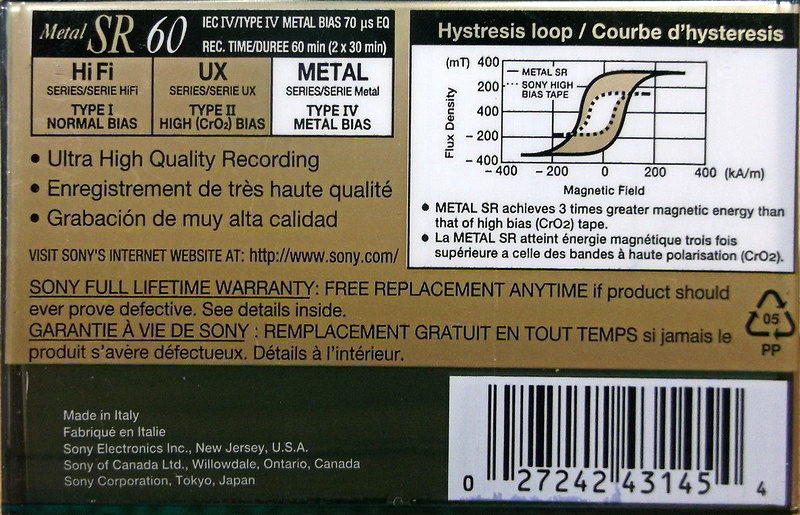 Metal SR 60
IEC IV/TYPE IV METAL BIAS 70 µs EQ
REC. TIME/DUREE 60 min (2 x 30 min)
HiFi
SERIES/SERIE HiFi
TYPE I
NORMAL BIAS
UX
SERIES/SERIE UX
TYPE II
HIGH (CrO2) BIAS
METAL
SERIES/SERIE Metal
TYPE IV
METAL BIAS
• Ultra High Quality Recording
• Enregistrement de très haute qualité
• Grabación de muy alta calidad
VISIT SONY'S INTERNET WEBSITE AT: http://www.sony.com/
Hystresis loop / Courbe d'hysteresis
(mT)
400
200
400
- 200
- 400
Flux Density
METAL SR
SONY HIGH
BIAS TAPE
- 400 - 200 0 200 400 (kA/m)
Magnetic Field
• METAL SR achieves 3 times greater magnetic energy than
that of high bias (CrO2) tape.
• La METAL SR atteint énergie magnétique trois fois
supérieure a celle des bandes à haute polarisation (CrO2).
SONY FULL LIFETIME WARRANTY: FREE REPLACEMENT ANYTIME if product should
ever prove defective. See details inside.
GARANTIE À VIE DE SONY : REMPLACEMENT GRATUIT EN TOUT TEMPS si jamais le
produit s'avère défectueux. Détails à l'intérieur.
05
PP
Made in Italy
Fabriqué en Italie
Sony Electronics Inc., New Jersey, U.S.A.
Sony of Canada Ltd., Willowdale, Ontario, Canada
Sony Corporation, Tokyo, Japan
0 27242 43145 4